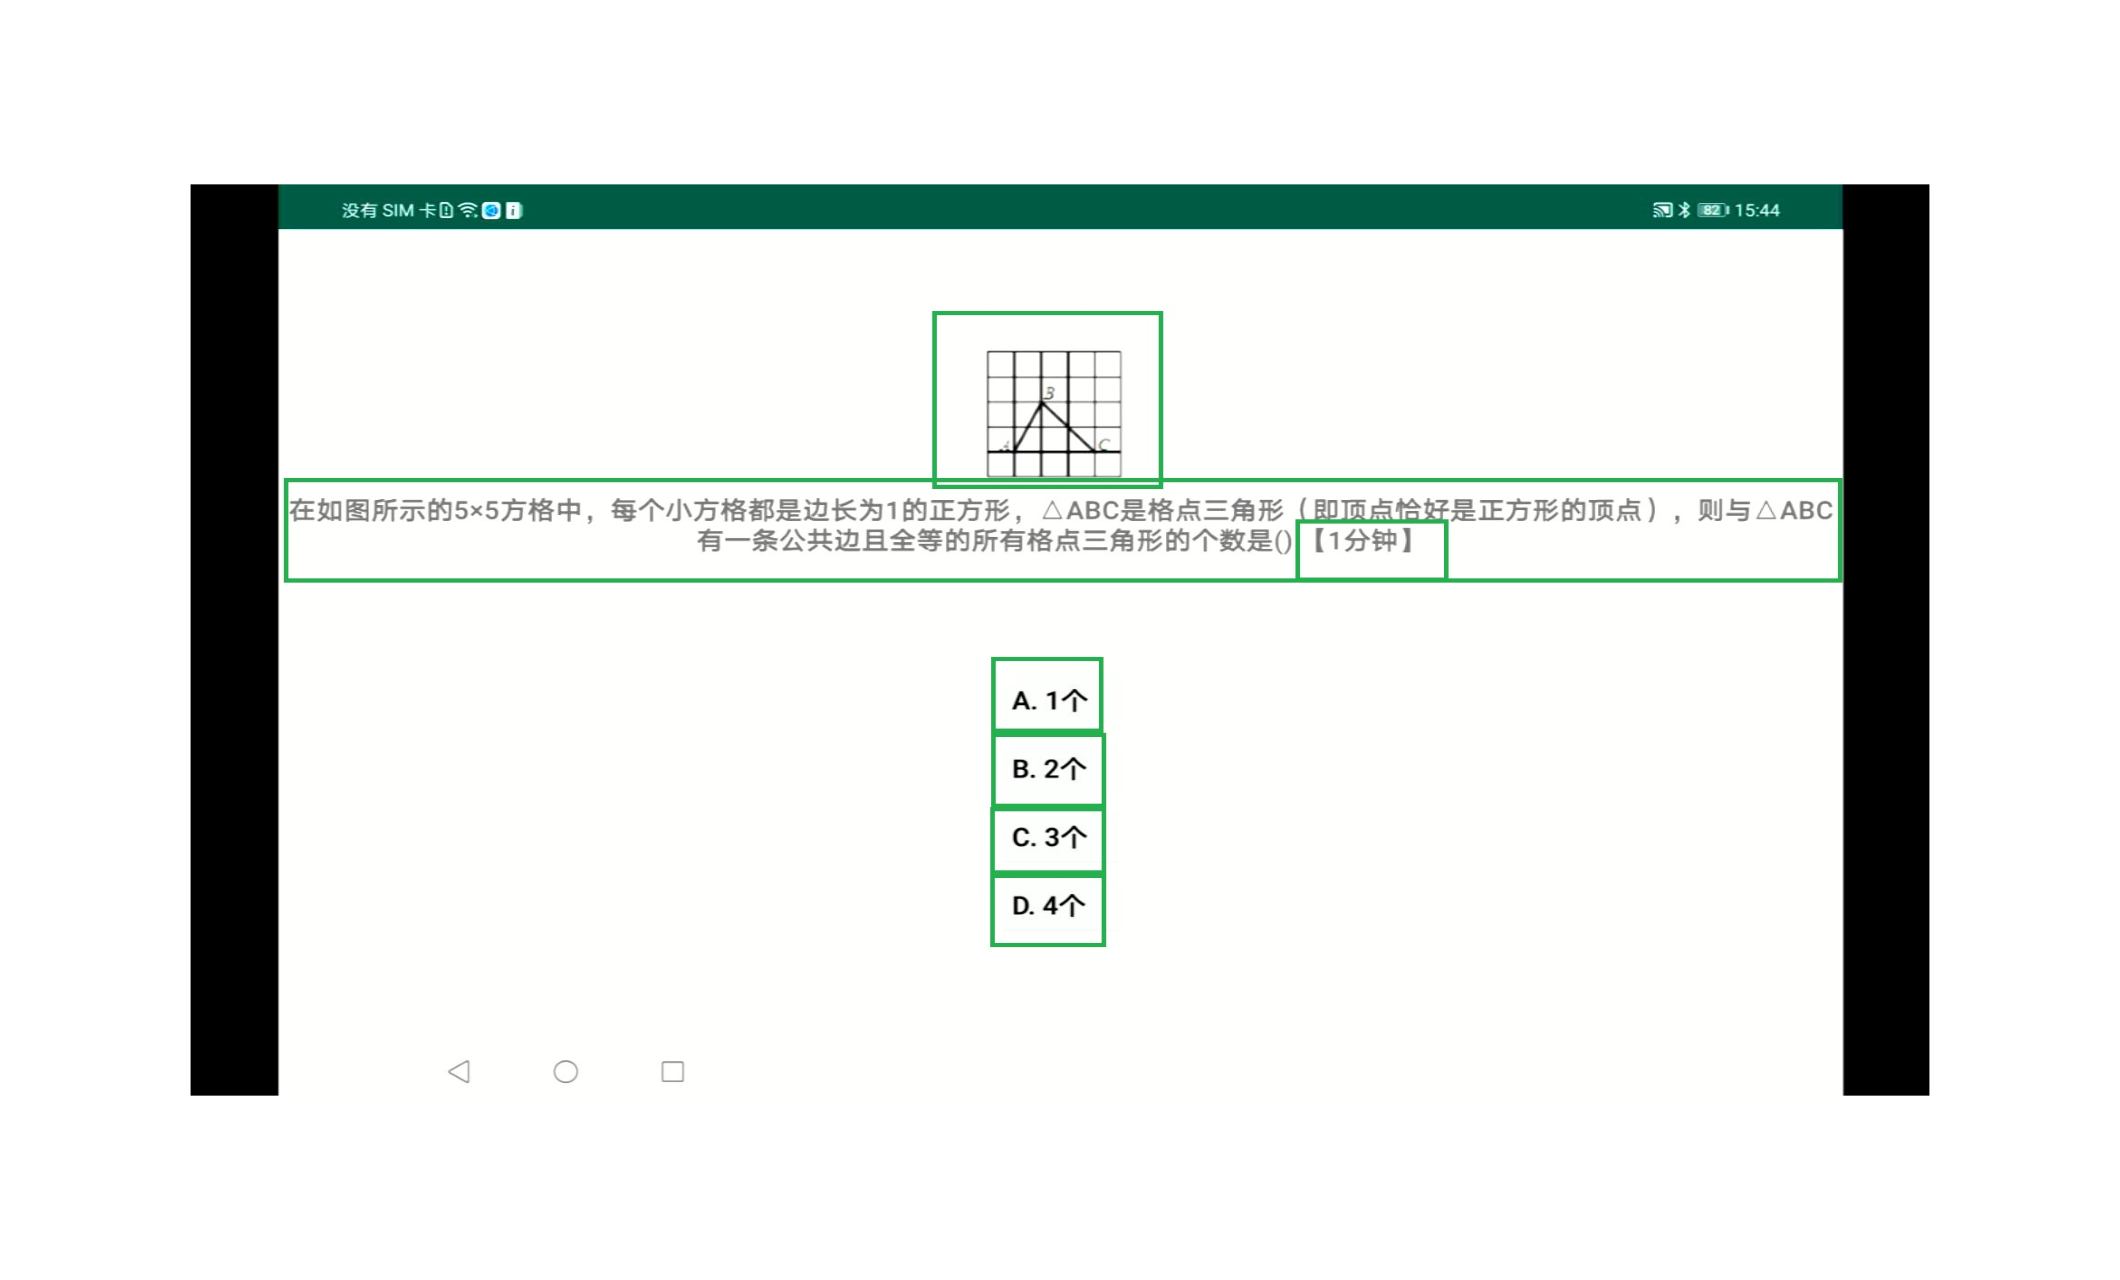 没有 SIM 卡
82 15:44
B
A
C
在如图所示的5×5方格中，每个小方格都是边长为1的正方形，△ABC是格点三角形（即顶点恰好是正方形的顶点），则与△ABC
有一条公共边且全等的所有格点三角形的个数是()【1分钟】
A. 1个
B. 2个
C. 3个
D. 4个